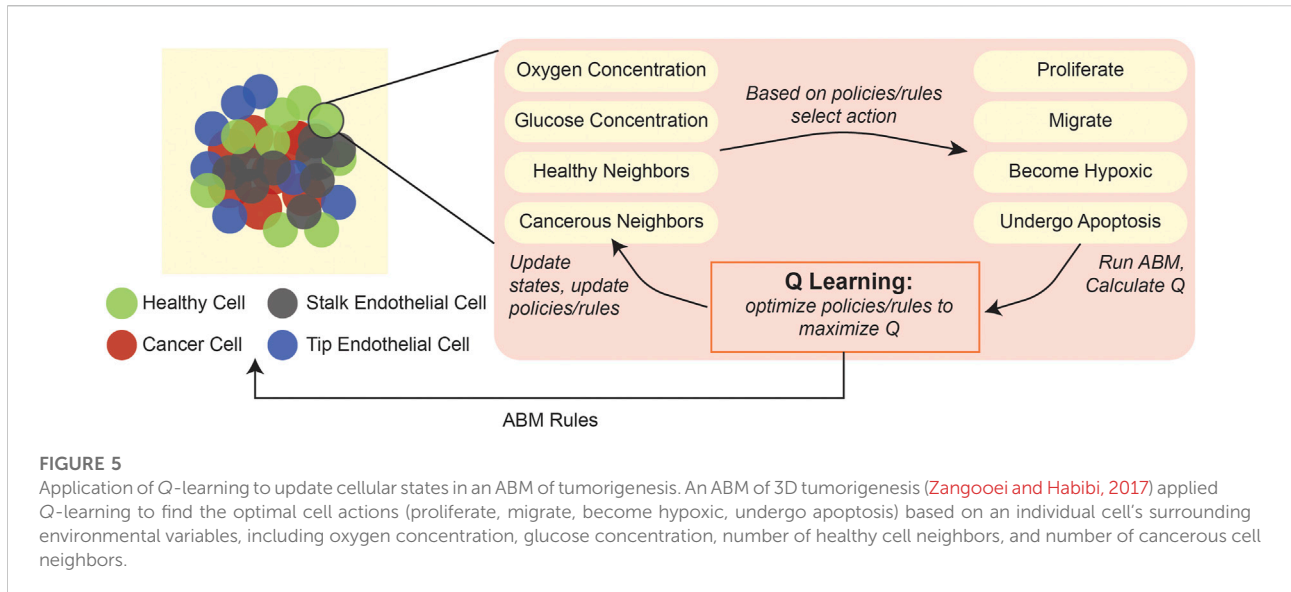 Oxygen Concentration
Glucose Concentration
Healthy Neighbors
Cancerous Neighbors
Based on policies/rules
select action
Proliferate
Migrate
Become Hypoxic
Undergo Apoptosis
Update
states, update
policies/rules
Q Learning:
optimize policies/rules to
maximize Q
Run ABM,
Calculate Q
Healthy Cell
Stalk Endothelial Cell
Cancer Cell
Tip Endothelial Cell
ABM Rules
FIGURE 5
Application of Q-learning to update cellular states in an ABM of tumorigenesis. An ABM of 3D tumorigenesis (Zangooei and Habibi, 2017) applied
Q-learning to find the optimal cell actions (proliferate, migrate, become hypoxic, undergo apoptosis) based on an individual cell's surrounding
environmental variables, including oxygen concentration, glucose concentration, number of healthy cell neighbors, and number of cancerous cell
neighbors.